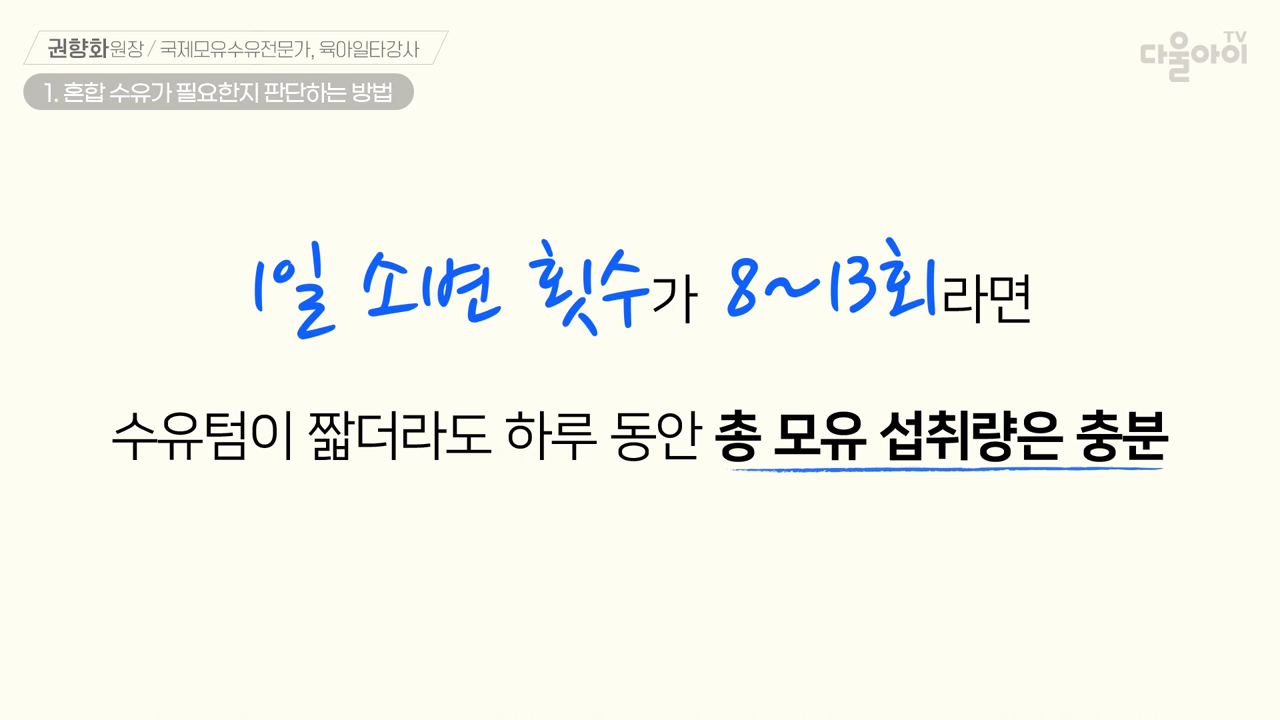 권향화원장 / 국제모유수유전문가, 육아일타강사
다울아이TV
1. 혼합 수유가 필요한지 판단하는 방법
1일 소변 횟수가 8~13회라면
수유텀이 짧더라도 하루 동안 총 모유 섭취량은 충분